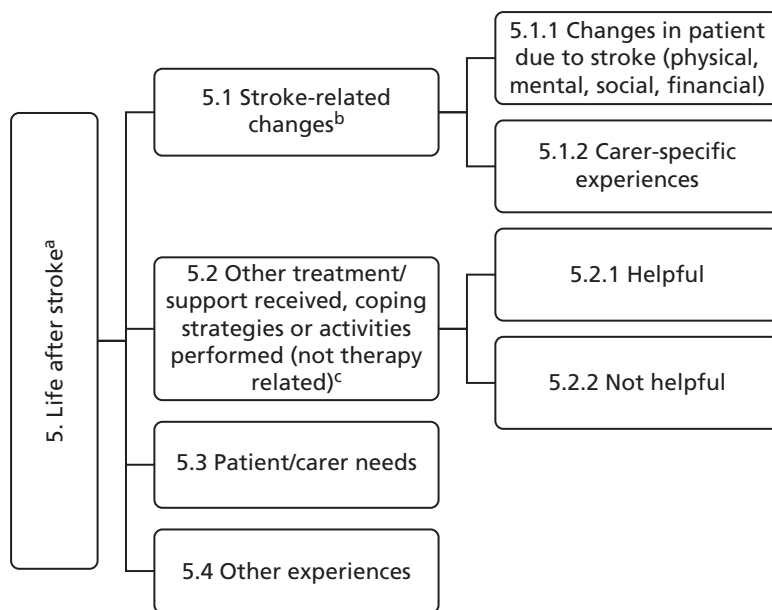 5. Life after strokeᵃ
5.1 Stroke-related
changesᵇ
5.1.1 Changes in patient
due to stroke (physical,
mental, social, financial)
5.1.2 Carer-specific
experiences
5.2 Other treatment/
support received, coping
strategies or activities
performed (not therapy
related)ᶜ
5.2.1 Helpful
5.2.2 Not helpful
5.3 Patient/carer needs
5.4 Other experiences